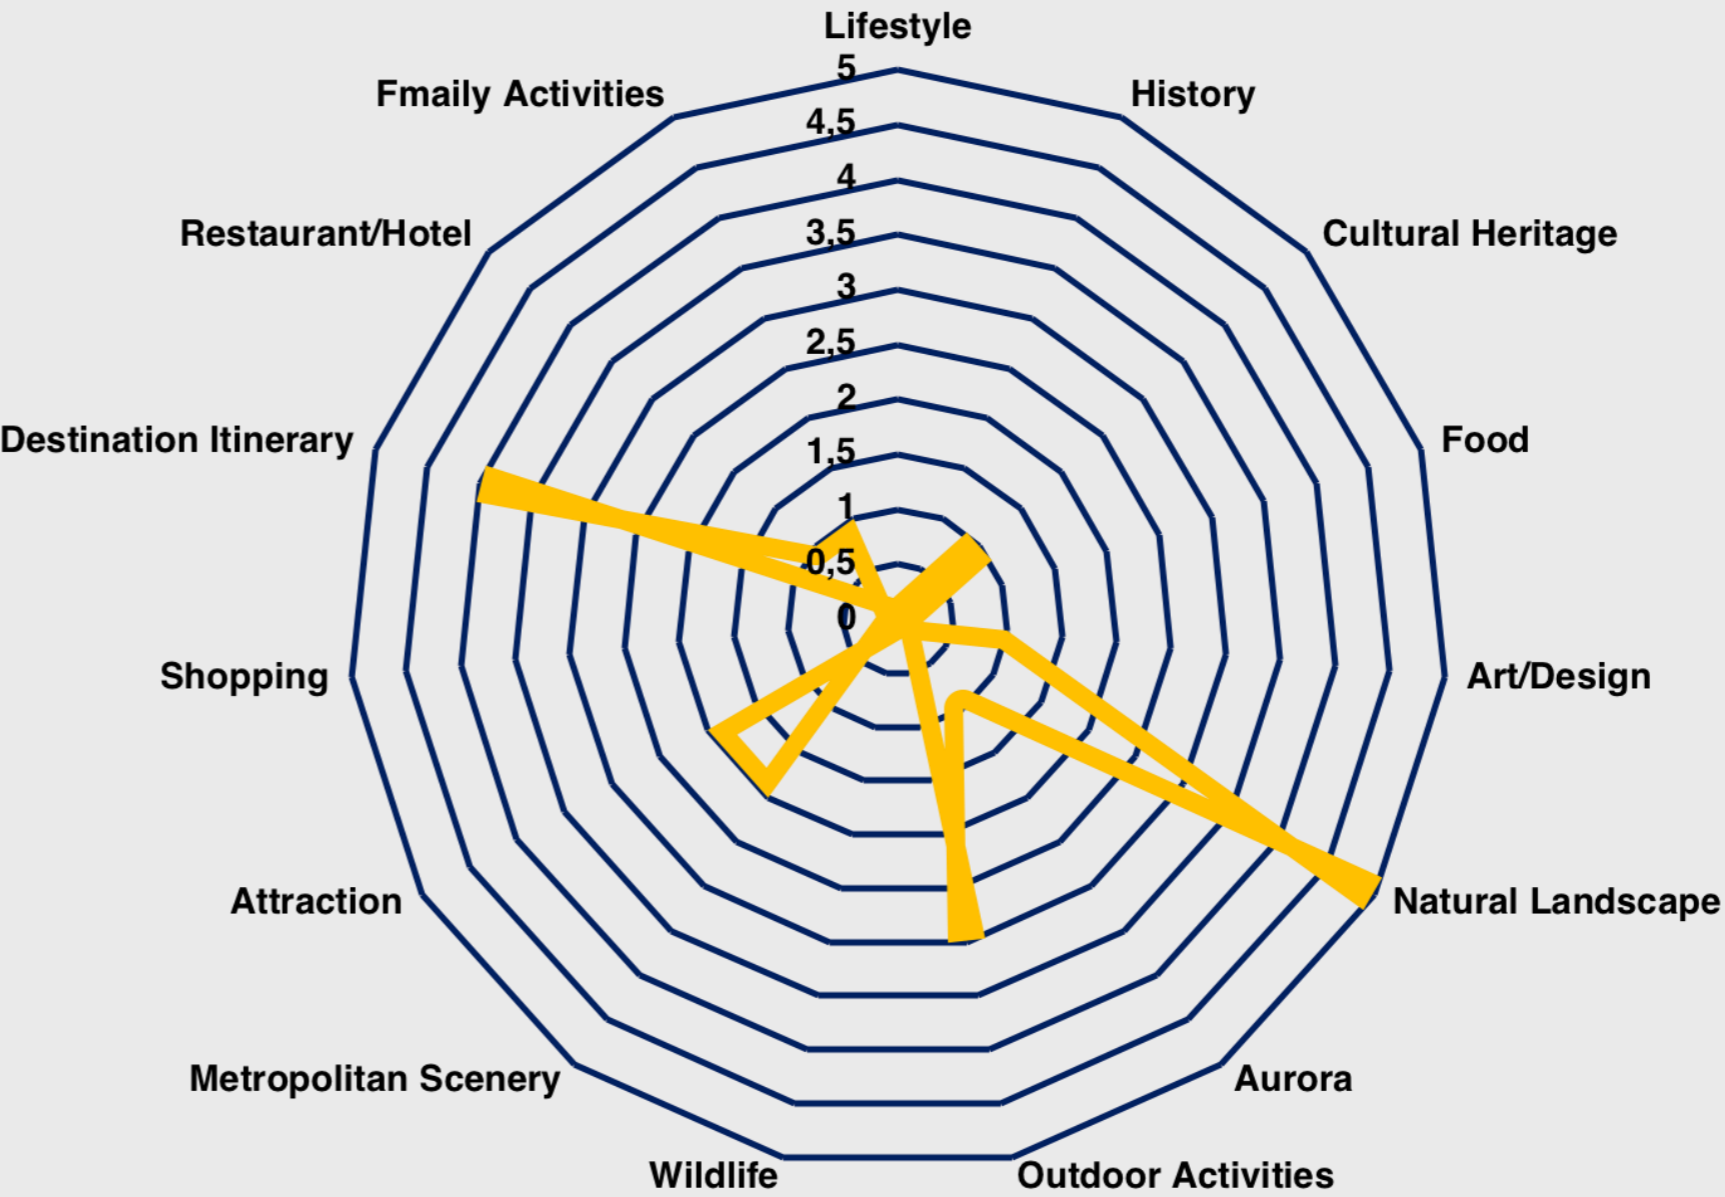 Lifestyle
History
Cultural Heritage
Food
Art/Design
Natural Landscape
Aurora
Outdoor Activities
Wildlife
Metropolitan Scenery
Attraction
Shopping
Destination Itinerary
Restaurant/Hotel
Fmaily Activities
5
4,5
4
3,5
3
2,5
2
1,5
1
0,5
0